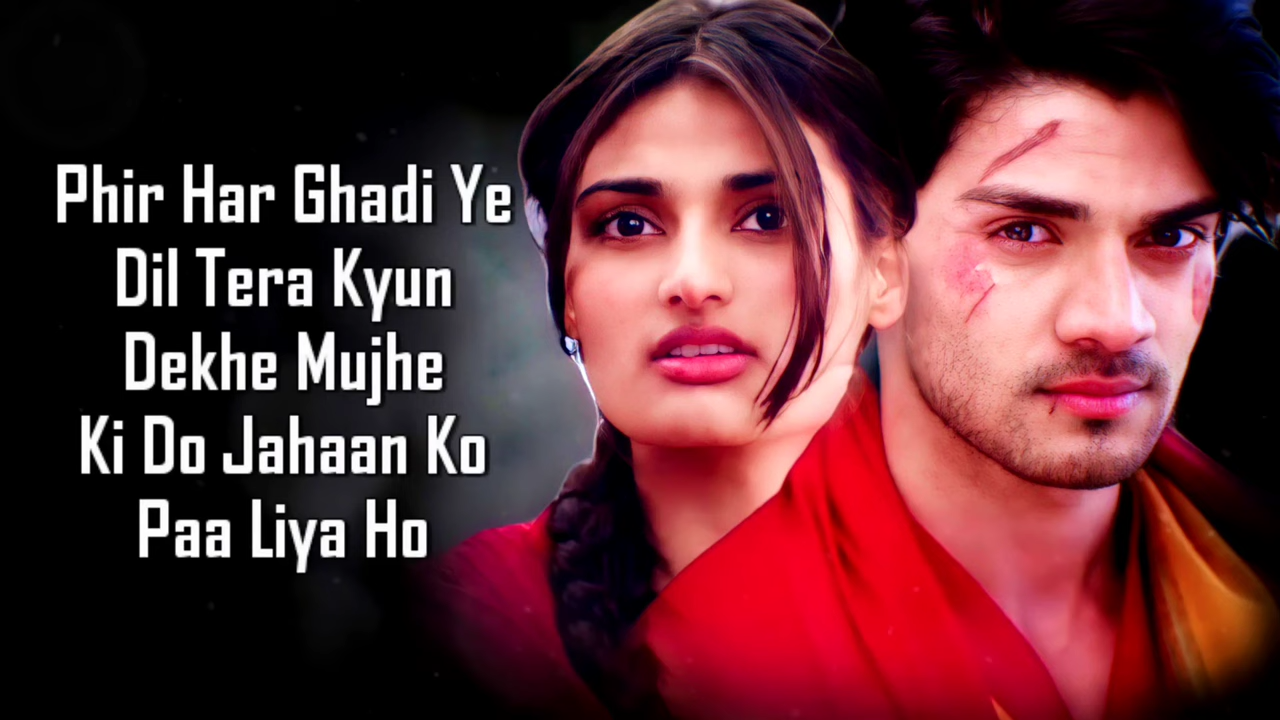 Phir Har Ghadi Ye
Dil Tera Kyun
Dekhe Mujhe
Ki Do Jahaan Ko
Paa Liya Ho